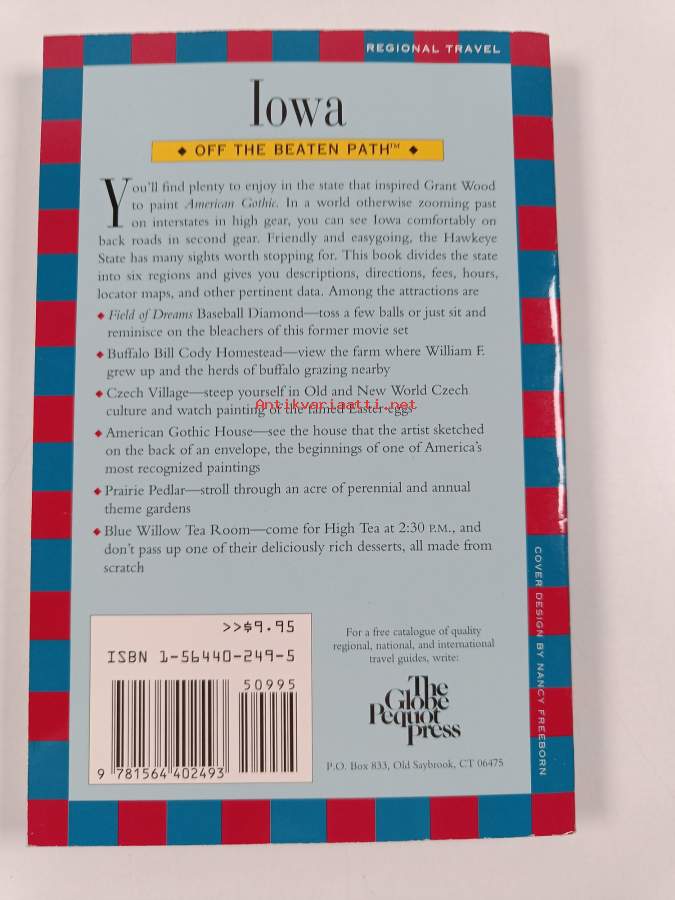 REGIONAL TRAVEL
Iowa
◆ OFF THE BEATEN PATH™ ◆
You'll find plenty to enjoy in the state that inspired Grant Wood
to paint American Gothic. In a world otherwise zooming past
on interstates in high gear, you can see Iowa comfortably on
back roads in second gear. Friendly and easygoing, the Hawkeye
State has many sights worth stopping for. This book divides the state
into six regions and gives you descriptions, directions, fees, hours,
locator maps, and other pertinent data. Among the attractions are
◆ Field of Dreams Baseball Diamond—toss a few balls or just sit and
reminisce on the bleachers of this former movie set
◆ Buffalo Bill Cody Homestead—view the farm where William F.
grew up and the herds of buffalo grazing nearby
◆ Czech Village—steep yourself in Old and New World Czech
culture and watch painting of the famed Easter eggs
Antikvariaatti.net
◆ American Gothic House—see the house that the artist sketched
on the back of an envelope, the beginnings of one of America's
most recognized paintings
◆ Prairie Pedlar—stroll through an acre of perennial and annual
theme gardens
◆ Blue Willow Tea Room—come for High Tea at 2:30 P.M., and
don't pass up one of their deliciously rich desserts, all made from
scratch
>>$9.95
ISBN 1-56440-249-5
50995
9 781564 402493
For a free catalogue of quality
regional, national, and international
travel guides, write:
The
Globe
Pequot
Press
P.O. Box 833, Old Saybrook, CT 06475
COVER DESIGN BY NANCY FREEBORN